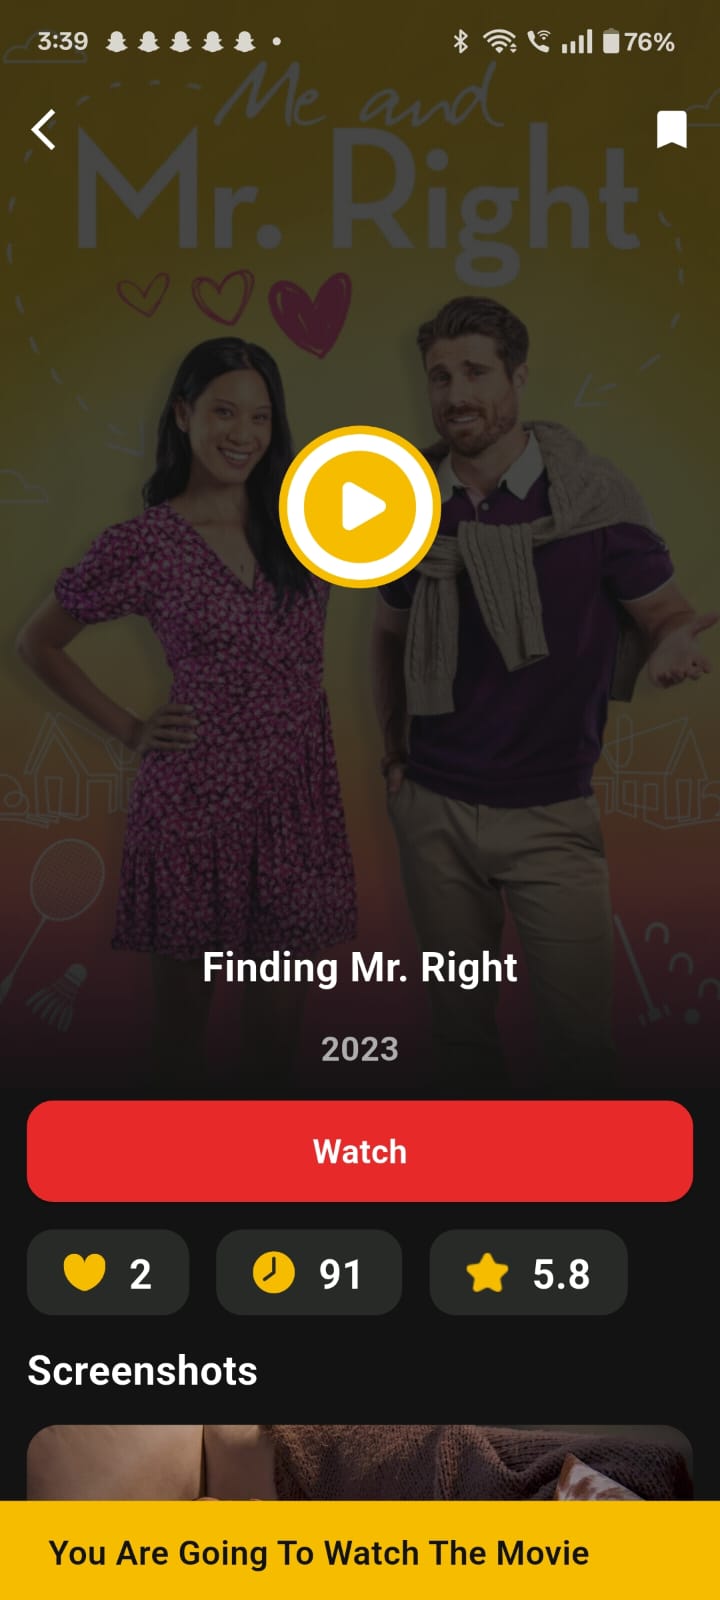 3:39
76%
Me and
Mr. Right
Finding Mr. Right
2023
Watch
2 91 5.8
Screenshots
You Are Going To Watch The Movie